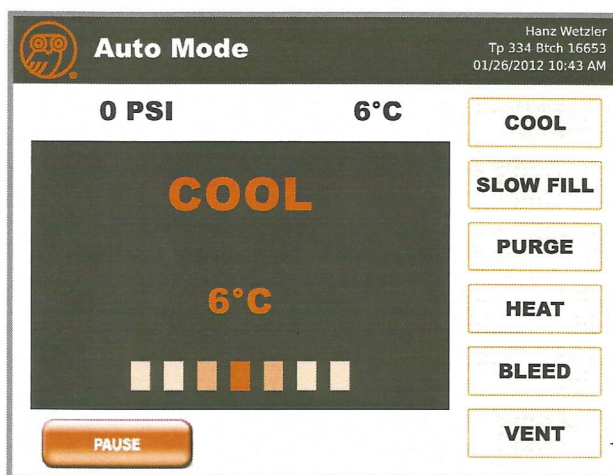 Auto Mode
Hanz Wetzler
Tp 334 Btch 16653
01/26/2012 10:43 AM
0 PSI
6°C
COOL
6°C
PAUSE
COOL
SLOW FILL
PURGE
HEAT
BLEED
VENT